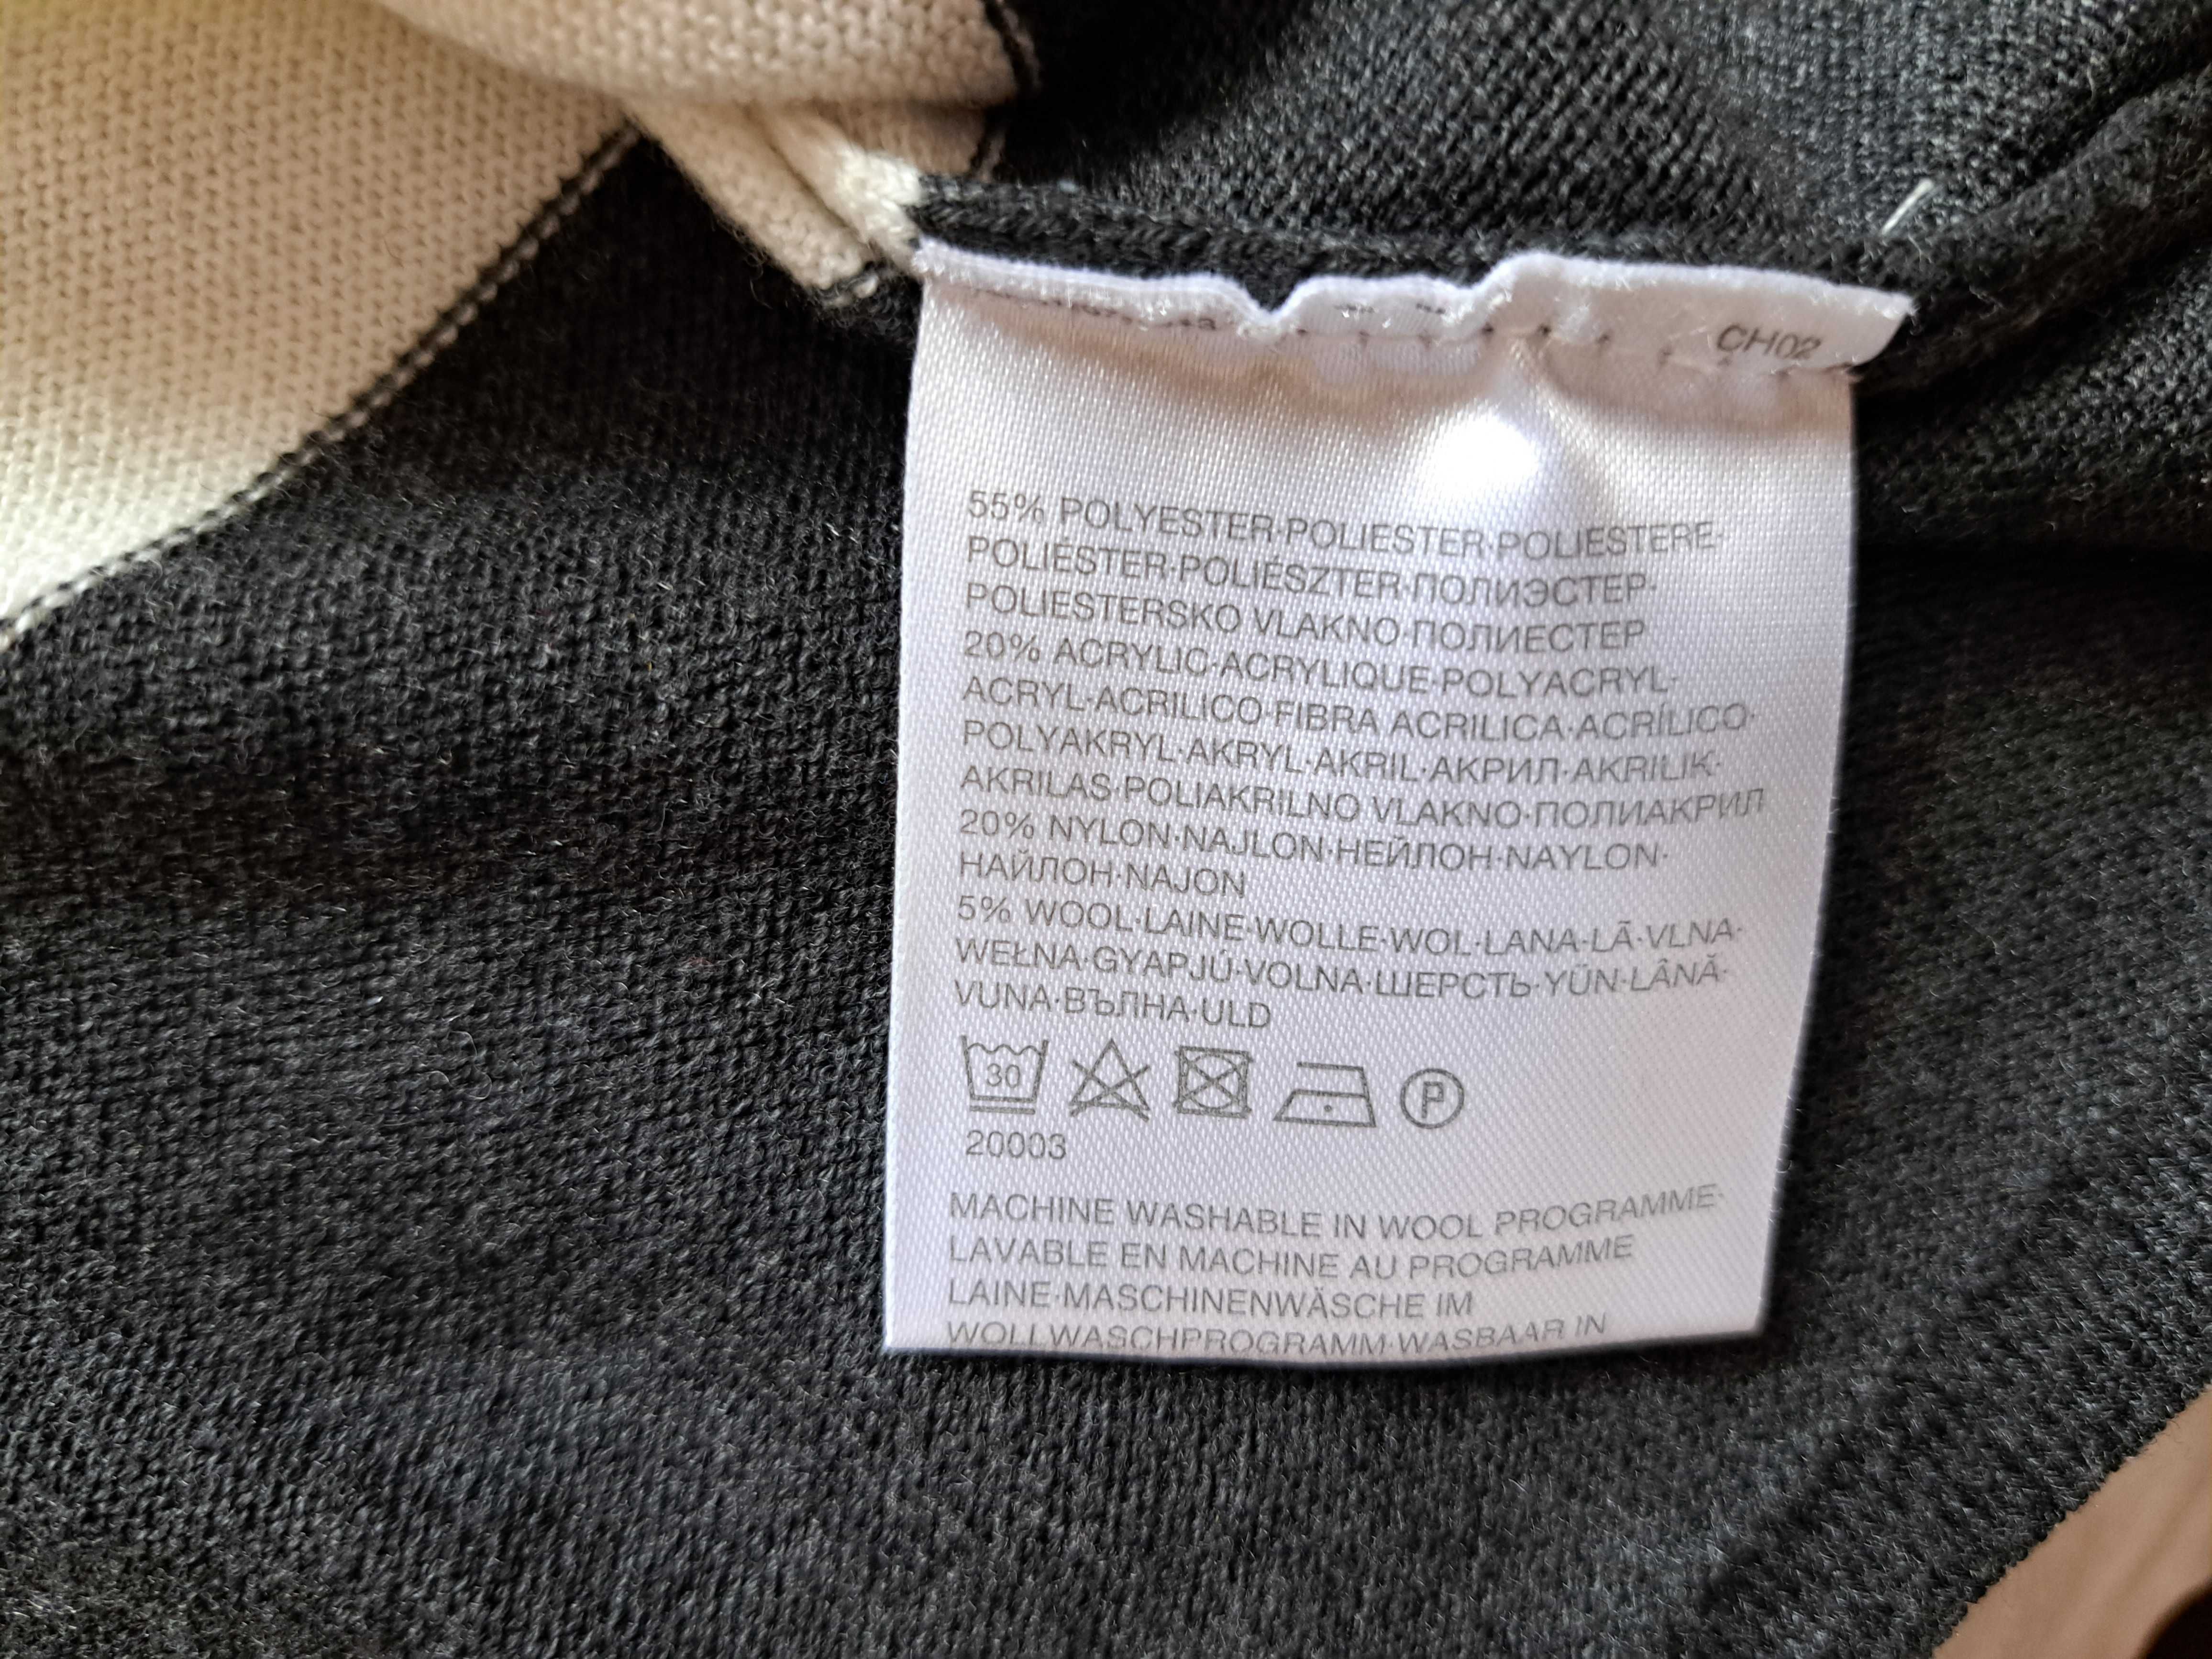 CH02
55% POLYESTER·POLIESTER·POLIESTERE·
POLIÉSTER·POLIÉSZTER·ПОЛИЭСТЕР·
POLIESTERSKO VLAKNO·ПОЛИЕСТЕР
20% ACRYLIC·ACRYLIQUE·POLYACRYL·
ACRYL·ACRILICO·FIBRA ACRILICA·ACRÍLICO·
POLYAKRYL·AKRYL·AKRIL·АКРИЛ·AKRILIK·
AKRILAS·POLIAKRILNO VLAKNO·ПОЛИАКРИЛ
20% NYLON·NAJLON·НЕЙЛОН·NAYLON·
НАЙЛОН·NAJON
5% WOOL·LAINE·WOLLE·WOL·LANA·LÃ·VLNA·
WEŁNA·GYAPJÚ·VOLNA·ШЕРСТЬ·YÜN·LÂNĂ·
VUNA·ВЪЛНА·ULD
30
P
20003
MACHINE WASHABLE IN WOOL PROGRAMME·
LAVABLE EN MACHINE AU PROGRAMME
LAINE·MASCHINENWÄSCHE IM
WOLLWASCHPROGRAMM·WASBAAR IN